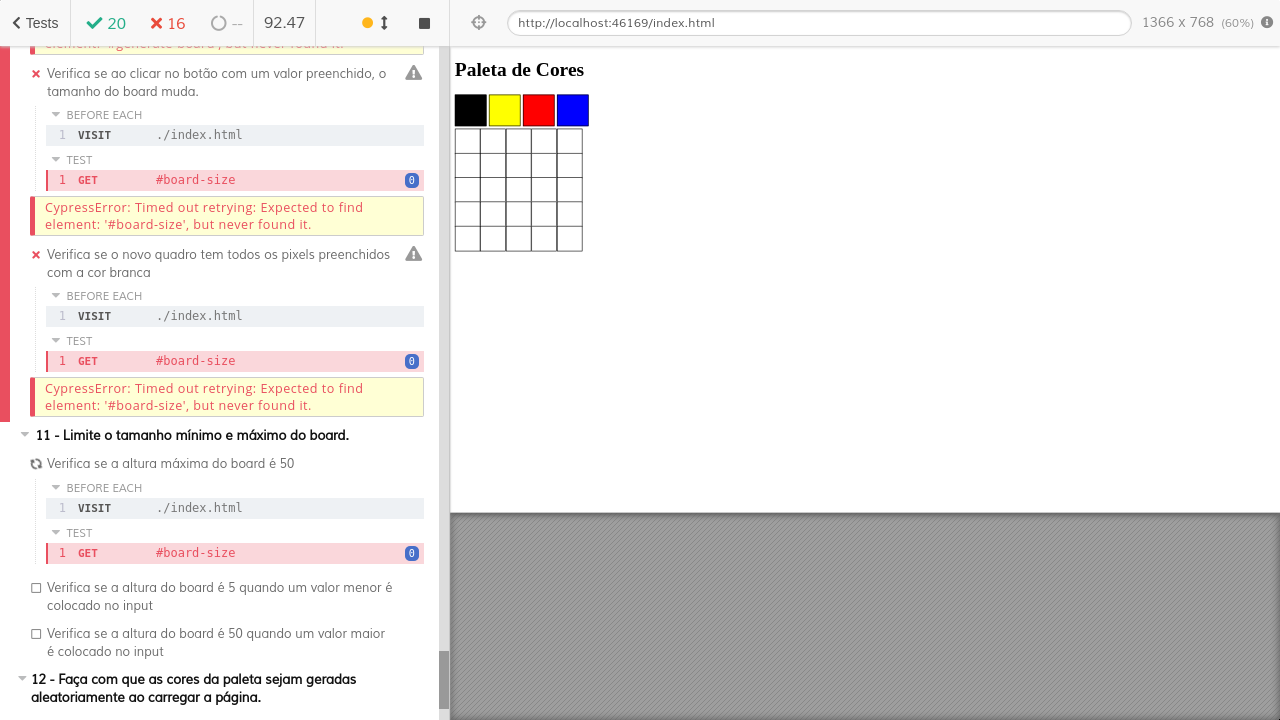 Tests 20 16 -- 92.47 http://localhost:46169/index.html 1366 x 768 (60%)
element: '#generate-board', but never found it.
Verifica se ao clicar no botão com um valor preenchido, o
tamanho do board muda.
BEFORE EACH
1 VISIT ./index.html
TEST
1 GET #board-size 0
CypressError: Timed out retrying: Expected to find
element: '#board-size', but never found it.
Verifica se o novo quadro tem todos os pixels preenchidos
com a cor branca
BEFORE EACH
1 VISIT ./index.html
TEST
1 GET #board-size 0
CypressError: Timed out retrying: Expected to find
element: '#board-size', but never found it.
11 - Limite o tamanho mínimo e máximo do board.
Verifica se a altura máxima do board é 50
BEFORE EACH
1 VISIT ./index.html
TEST
1 GET #board-size 0
Verifica se a altura do board é 5 quando um valor menor é
colocado no input
Verifica se a altura do board é 50 quando um valor maior
é colocado no input
12 - Faça com que as cores da paleta sejam geradas
aleatoriamente ao carregar a página.
Paleta de Cores